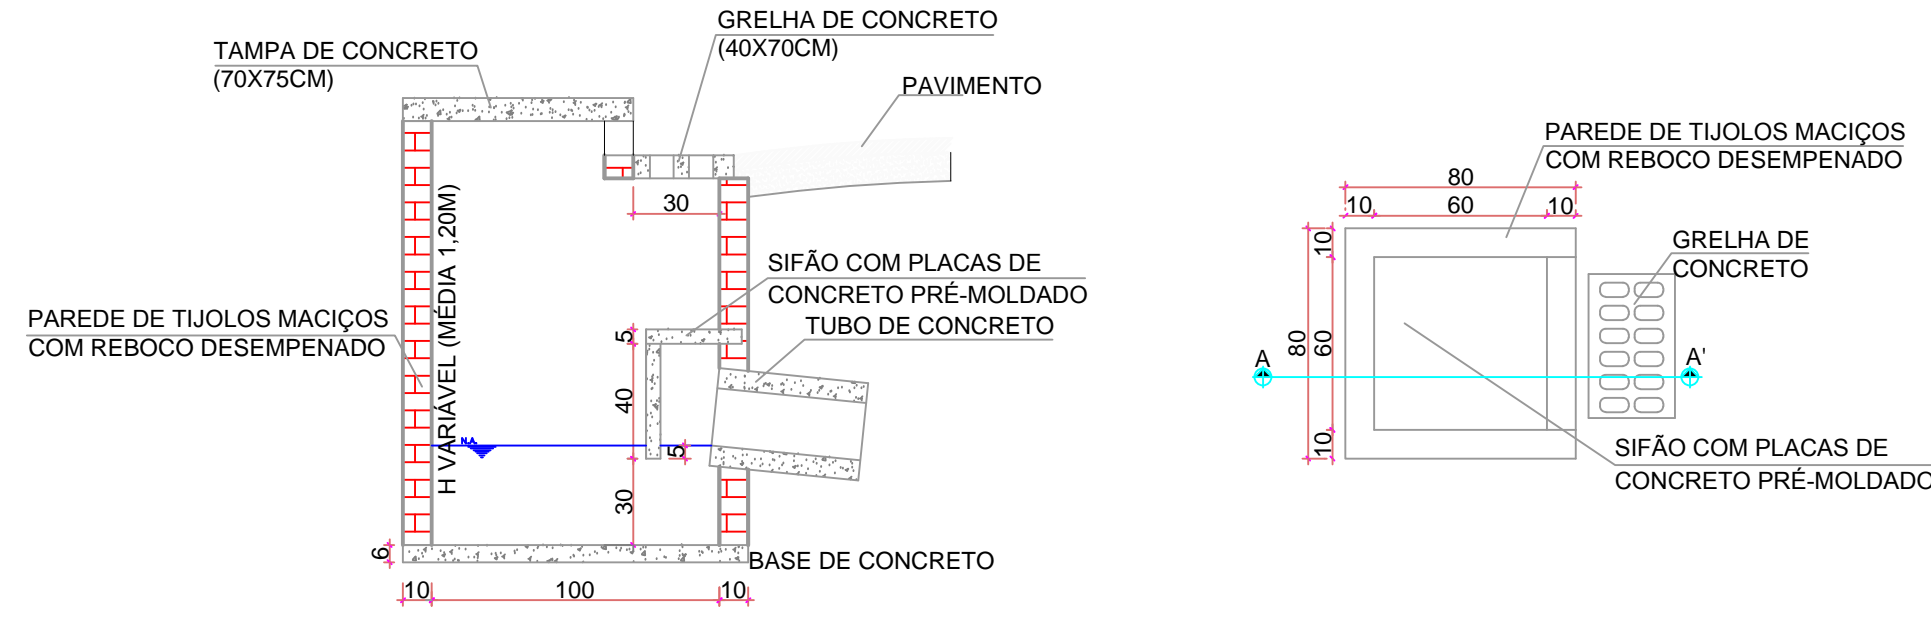 GRELHA DE CONCRETO
(40X70CM)
TAMPA DE CONCRETO
(70X75CM)
PAVIMENTO
30
H VARIÁVEL (MÉDIA 1,20M)
SIFÃO COM PLACAS DE
CONCRETO PRÉ-MOLDADO
TUBO DE CONCRETO
PAREDE DE TIJOLOS MACIÇOS
COM REBOCO DESEMPENADO
5
40
N.A.
5
30
6
BASE DE CONCRETO
10
100
10
PAREDE DE TIJOLOS MACIÇOS
COM REBOCO DESEMPENADO
80
10
60
10
GRELHA DE
CONCRETO
10
80
60
10
A
A'
SIFÃO COM PLACAS DE
CONCRETO PRÉ-MOLDADO